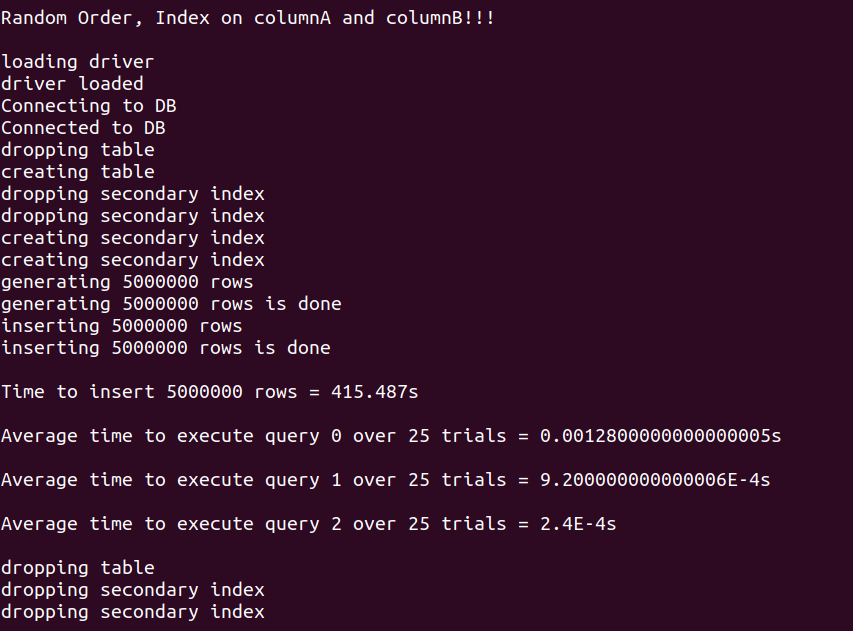 Random Order, Index on columnA and columnB!!!
loading driver
driver loaded
Connecting to DB
Connected to DB
dropping table
creating table
dropping secondary index
dropping secondary index
creating secondary index
creating secondary index
generating 5000000 rows
generating 5000000 rows is done
inserting 5000000 rows
inserting 5000000 rows is done
Time to insert 5000000 rows = 415.487s
Average time to execute query 0 over 25 trials = 0.0012800000000000005s
Average time to execute query 1 over 25 trials = 9.200000000000006E-4s
Average time to execute query 2 over 25 trials = 2.4E-4s
dropping table
dropping secondary index
dropping secondary index